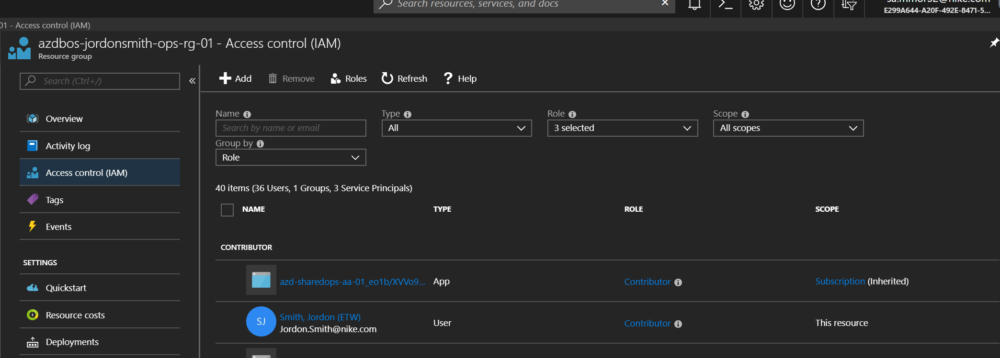 Search resources, services, and docs
E299A644-A20F-492E-8471-5...
01 - Access control (IAM)
azdbos-jordonsmith-ops-rg-01 - Access control (IAM)
Resource group
Search (Ctrl+/)
Add Remove Roles Refresh Help
Overview
Activity log
Access control (IAM)
Tags
Events
SETTINGS
Quickstart
Resource costs
Deployments
Name Type Role Scope
Search by name or email All 3 selected All scopes
Group by
Role
40 items (36 Users, 1 Groups, 3 Service Principals)
NAME TYPE ROLE SCOPE
CONTRIBUTOR
azd-sharedops-aa-01_eo1b/XVVo9... App Contributor Subscription (Inherited)
SJ Smith, Jordon (ETW)
Jordon.Smith@nike.com User Contributor This resource